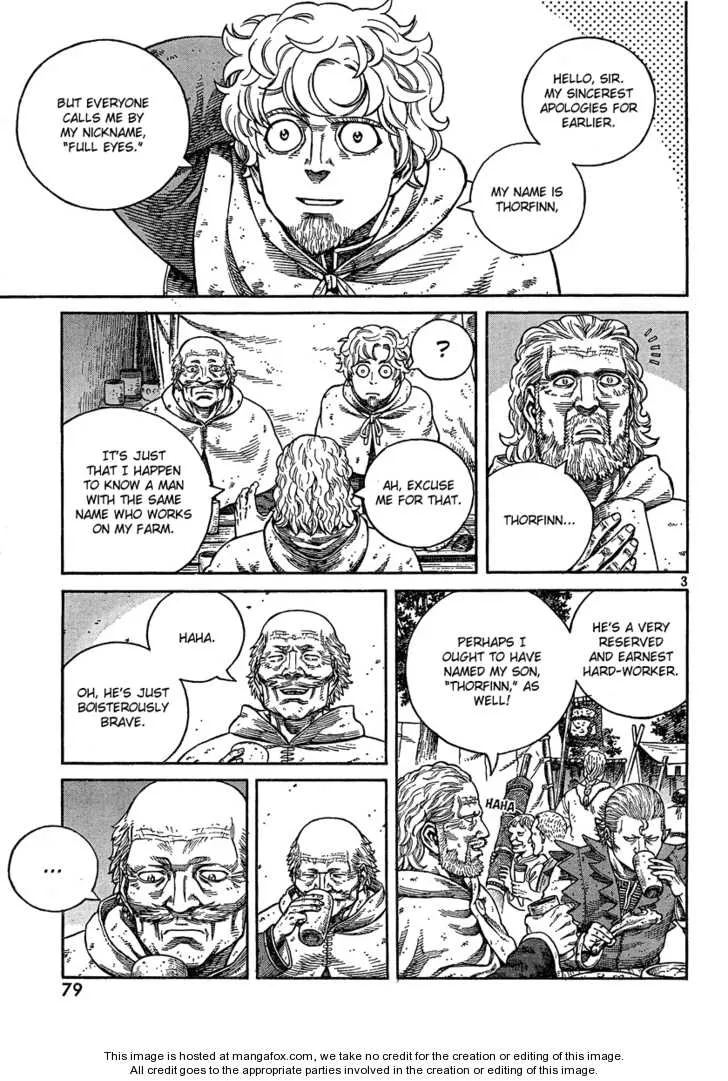 HELLO, SIR.
MY SINCEREST
APOLOGIES FOR
EARLIER.
MY NAME IS
THORFINN,
BUT EVERYONE
CALLS ME BY
MY NICKNAME,
"FULL EYES."
THORFINN...
?
AH, EXCUSE
ME FOR THAT.
IT'S JUST
THAT I HAPPEN
TO KNOW A MAN
WITH THE SAME
NAME WHO WORKS
ON MY FARM.
3
HE'S A VERY
RESERVED
AND EARNEST
HARD-WORKER.
PERHAPS I
OUGHT TO HAVE
NAMED MY SON,
"THORFINN," AS
WELL!
HAHA
HAHA.
OH, HE'S JUST
BOISTEROUSLY
BRAVE.
...
79
This image is hosted at mangafox.com, we take no credit for the creation or editing of this image.
All credit goes to the appropriate parties involved in the creation or editing of this image.